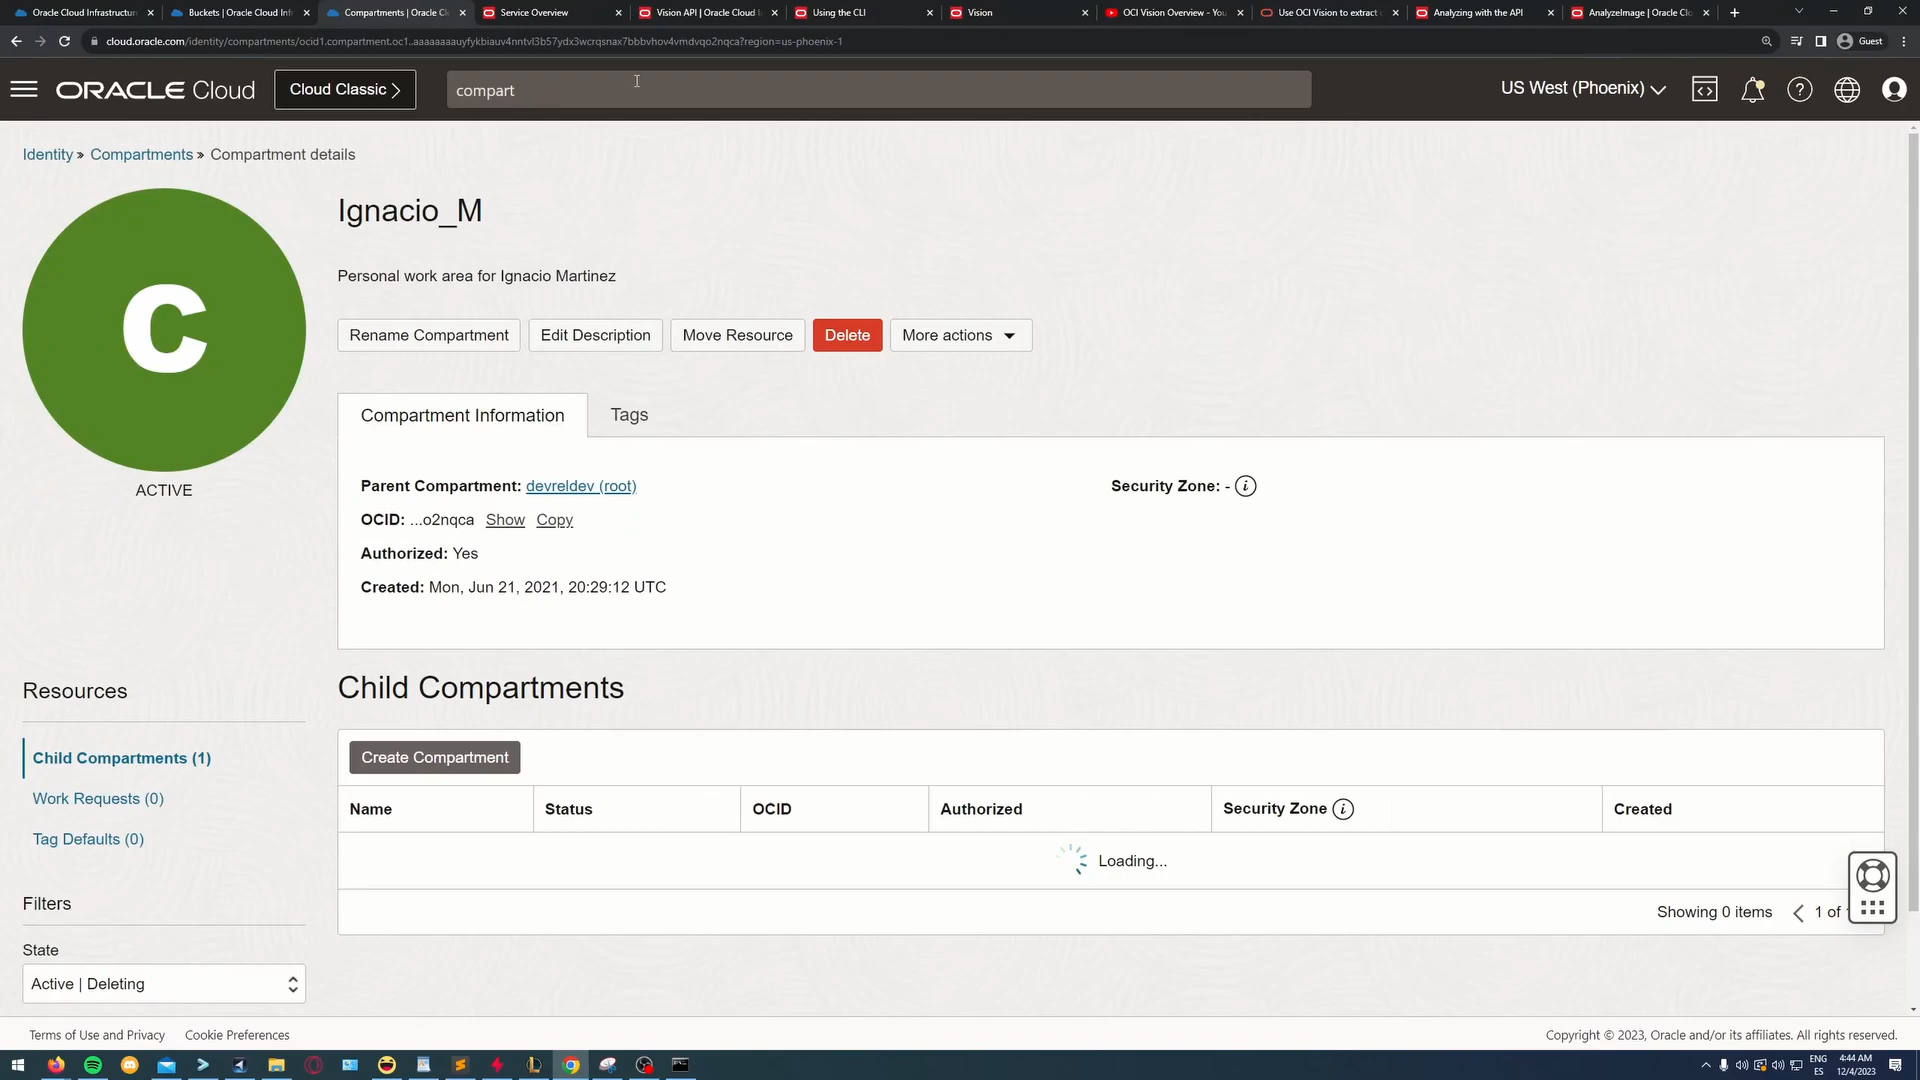 Oracle Cloud Infrastructur
Buckets | Oracle Cloud Inf
Compartments | Oracle Cl
Service Overview
Vision API | Oracle Cloud I
Using the CLI
Vision
OCI Vision Overview - You
Use OCI Vision to extract
Analyzing with the API
AnalyzeImage | Oracle Clo
cloud.oracle.com/identity/compartments/ocid1.compartment.oc1..aaaaaaaauyfykbiauv4nntvl3b57ydx3wcrqsnax7bbbvhov4vmdvqo2nqca?region=us-phoenix-1
Guest
ORACLE Cloud
Cloud Classic >
compart
US West (Phoenix)
Identity » Compartments » Compartment details
C
ACTIVE
Ignacio_M
Personal work area for Ignacio Martinez
Rename Compartment
Edit Description
Move Resource
Delete
More actions
Compartment Information
Tags
Parent Compartment: devreldev (root)
Security Zone: -
OCID: ...o2nqca Show Copy
Authorized: Yes
Created: Mon, Jun 21, 2021, 20:29:12 UTC
Resources
Child Compartments (1)
Work Requests (0)
Tag Defaults (0)
Filters
State
Active | Deleting
Child Compartments
Create Compartment
Name
Status
OCID
Authorized
Security Zone
Created
Loading...
Showing 0 items
1 of
Terms of Use and Privacy
Cookie Preferences
Copyright © 2023, Oracle and/or its affiliates. All rights reserved.
ENG
ES
4:44 AM
12/4/2023